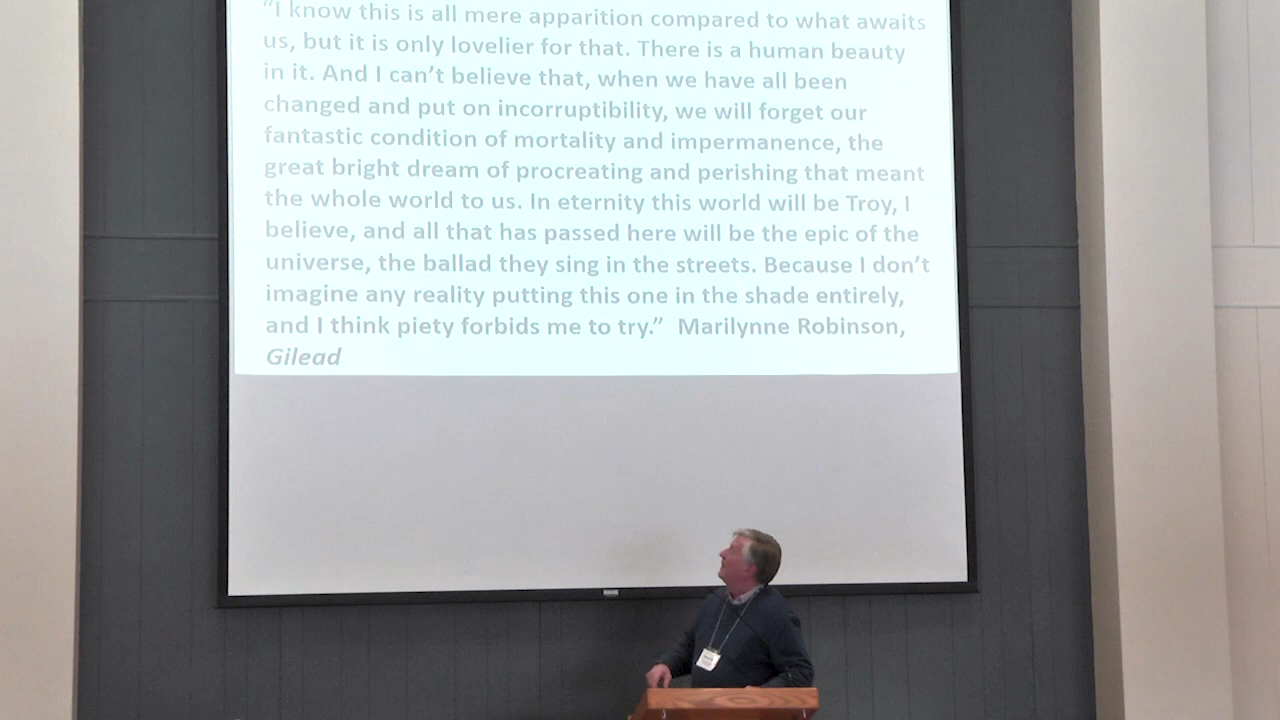 “I know this is all mere apparition compared to what awaits
us, but it is only lovelier for that. There is a human beauty
in it. And I can’t believe that, when we have all been
changed and put on incorruptibility, we will forget our
fantastic condition of mortality and impermanence, the
great bright dream of procreating and perishing that meant
the whole world to us. In eternity this world will be Troy, I
believe, and all that has passed here will be the epic of the
universe, the ballad they sing in the streets. Because I don’t
imagine any reality putting this one in the shade entirely,
and I think piety forbids me to try.”  Marilynne Robinson,
Gilead